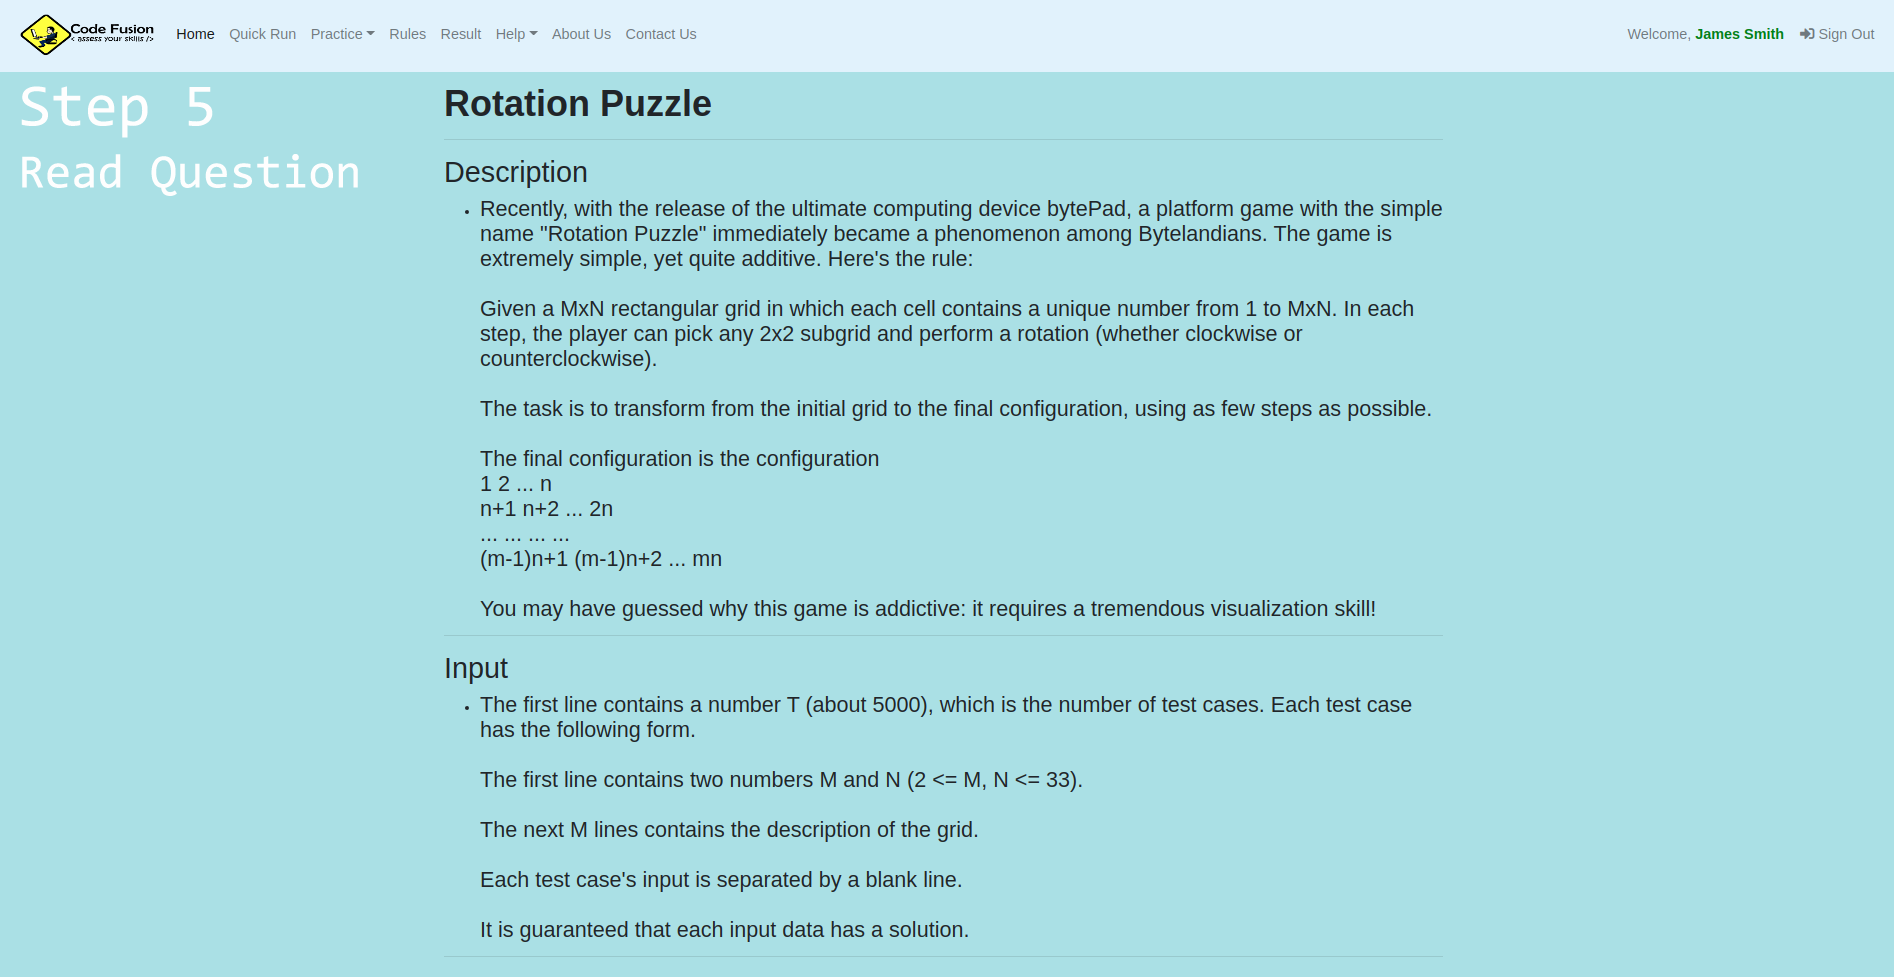 Code Fusion
< assess your skills />
Home Quick Run Practice Rules Result Help About Us Contact Us
Welcome, James Smith Sign Out
Step 5
Read Question
Rotation Puzzle
Description
Recently, with the release of the ultimate computing device bytePad, a platform game with the simple
name "Rotation Puzzle" immediately became a phenomenon among Bytelandians. The game is
extremely simple, yet quite additive. Here's the rule:
Given a MxN rectangular grid in which each cell contains a unique number from 1 to MxN. In each
step, the player can pick any 2x2 subgrid and perform a rotation (whether clockwise or
counterclockwise).
The task is to transform from the initial grid to the final configuration, using as few steps as possible.
The final configuration is the configuration
1 2 ... n
n+1 n+2 ... 2n
... ... ... ...
(m-1)n+1 (m-1)n+2 ... mn
You may have guessed why this game is addictive: it requires a tremendous visualization skill!
Input
The first line contains a number T (about 5000), which is the number of test cases. Each test case
has the following form.
The first line contains two numbers M and N (2 <= M, N <= 33).
The next M lines contains the description of the grid.
Each test case's input is separated by a blank line.
It is guaranteed that each input data has a solution.